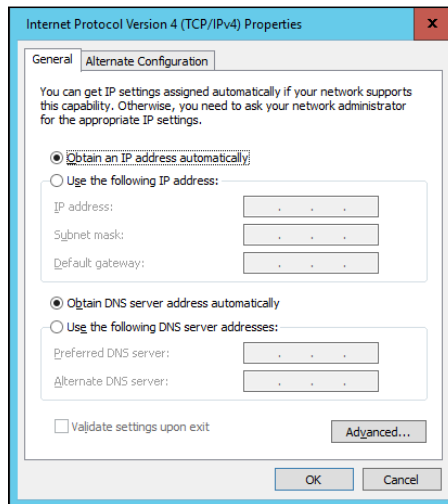 Internet Protocol Version 4 (TCP/IPv4) Properties
x
General
Alternate Configuration
You can get IP settings assigned automatically if your network supports
this capability. Otherwise, you need to ask your network administrator
for the appropriate IP settings.
Obtain an IP address automatically
Use the following IP address:
IP address:
. . .
Subnet mask:
. . .
Default gateway:
. . .
Obtain DNS server address automatically
Use the following DNS server addresses:
Preferred DNS server:
. . .
Alternate DNS server:
. . .
Validate settings upon exit
Advanced...
OK
Cancel